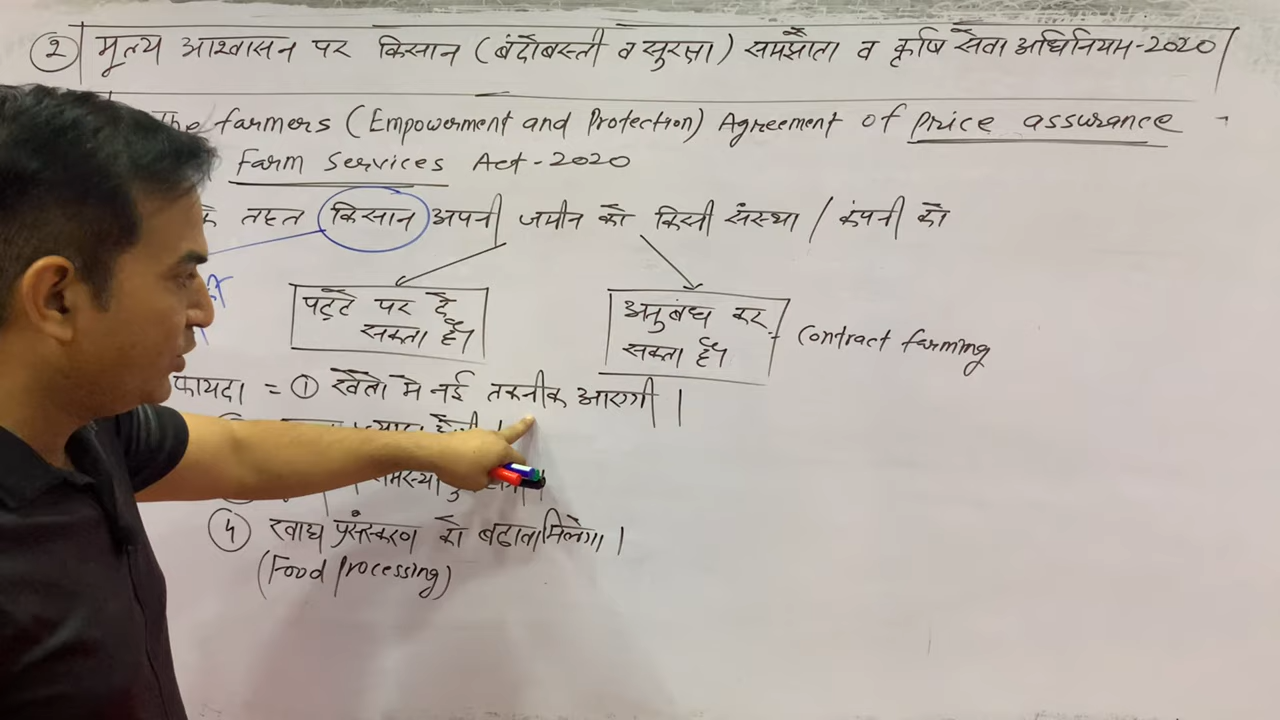 ② मूल्य आश्वासन पर किसान (बंदोबस्ती व सुरक्षा) समझौता व कृषि सेवा अधिनियम-2020
The farmers (Empowerment and Protection) Agreement of Price assurance
Farm Services Act-2020
के तहत किसान अपनी जमीन को किसी संस्था / कंपनी को
पट्टे पर दे
सकता है।
अनुबंध कर
सकता है।
Contract farming
फायदा = ① खेतो मे नई तकनीक आएगी |
④ खाद्य प्रसंस्करण को बढ़ावा मिलेगा |
(Food Processing)